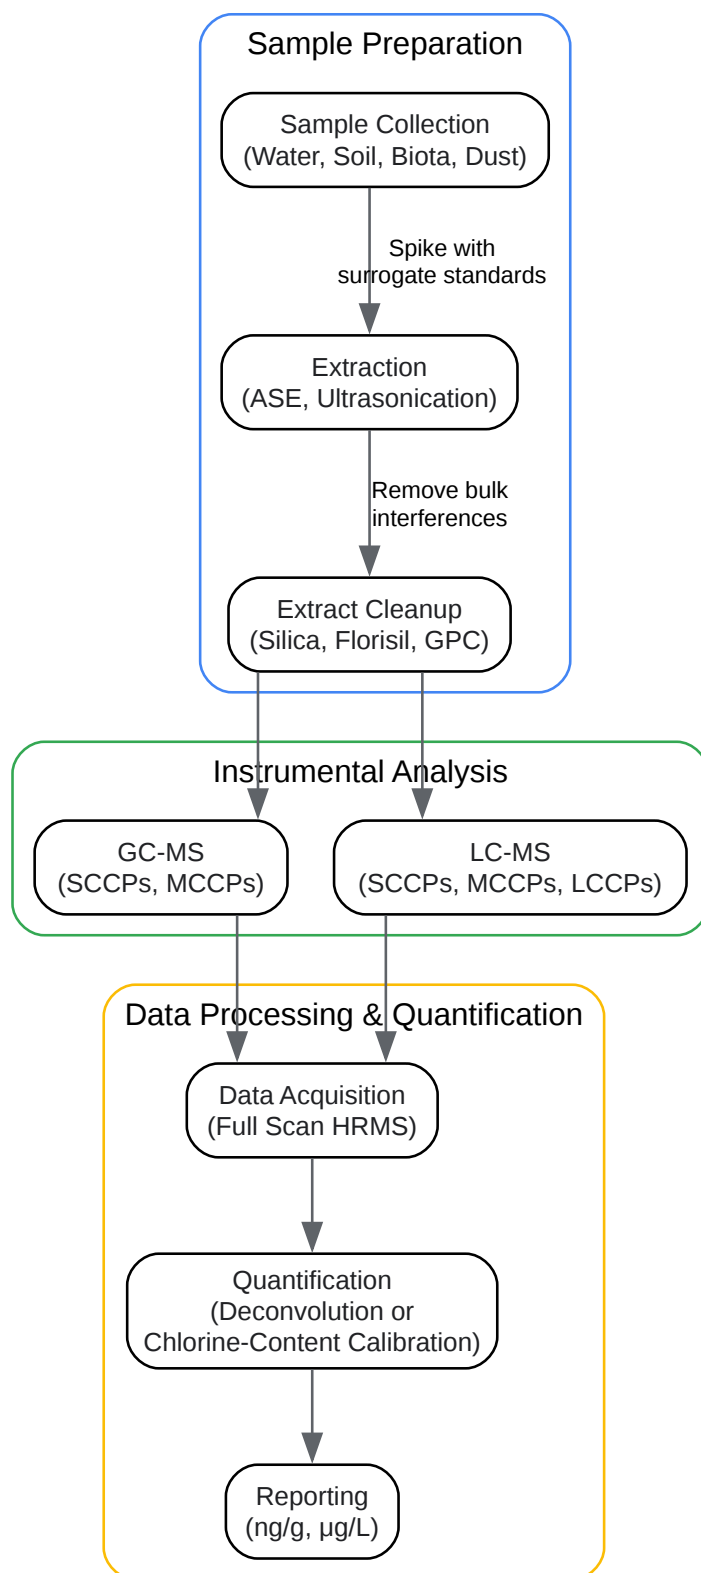 Sample Preparation
Sample Collection
(Water, Soil, Biota, Dust)
Spike with
surrogate standards
Extraction
(ASE, Ultrasonication)
Remove bulk
interferences
Extract Cleanup
(Silica, Florisil, GPC)
Instrumental Analysis
GC-MS
(SCCPs, MCCPs)
LC-MS
(SCCPs, MCCPs, LCCPs)
Data Processing & Quantification
Data Acquisition
(Full Scan HRMS)
Quantification
(Deconvolution or
Chlorine-Content Calibration)
Reporting
(ng/g, μg/L)